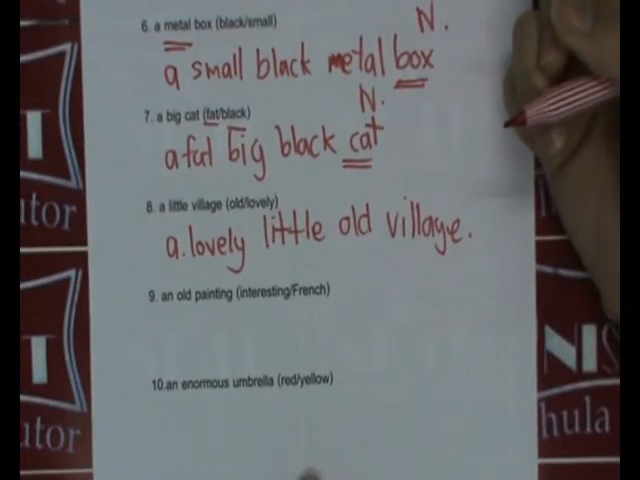 6. a metal box (black/small)
N.
a small black metal box
7. a big cat (fat/black)
N.
a fat big black cat
8. a little village (old/lovely)
a lovely little old village.
9. an old painting (interesting/French)
10.an enormous umbrella (red/yellow)
utor
utor
NIS
hula